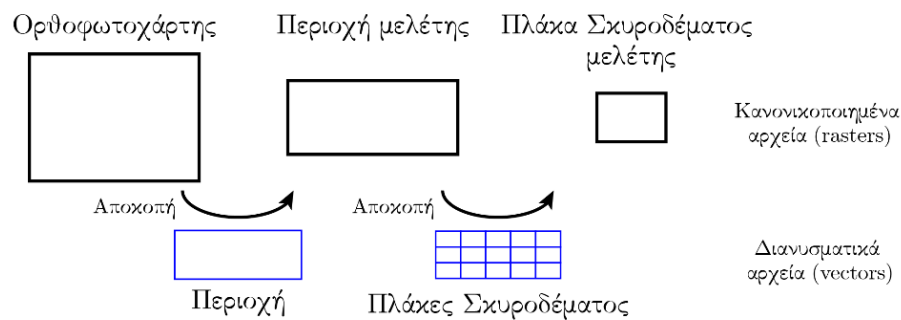 Ορθοφωτοχάρτης
Περιοχή μελέτης
Πλάκα Σκυροδέματος
μελέτης
Κανονικοποιημένα
αρχεία (rasters)
Αποκοπή
Αποκοπή
Διανυσματικά
αρχεία (vectors)
Περιοχή
Πλάκες Σκυροδέματος